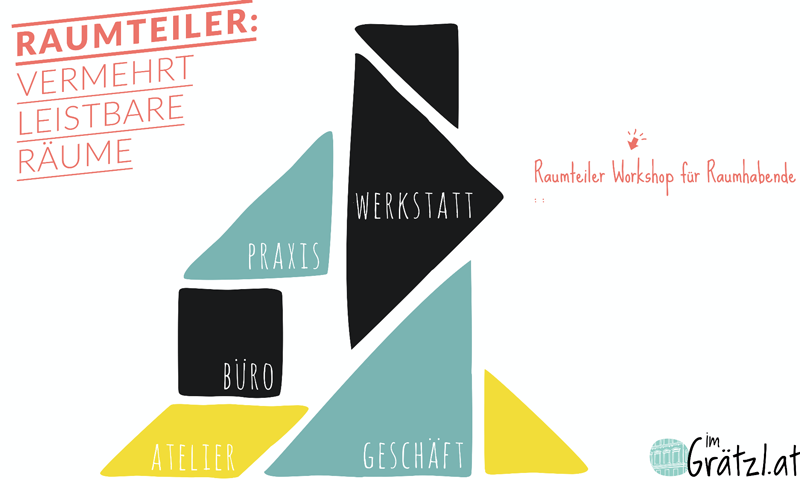 RAUMTEILER:
VERMEHRT
LEISTBARE
RÄUME
Raumteiler Workshop für Raumhabende
: :
WERKSTATT
PRAXIS
BÜRO
ATELIER
GESCHÄFT
im
Grätzl.at